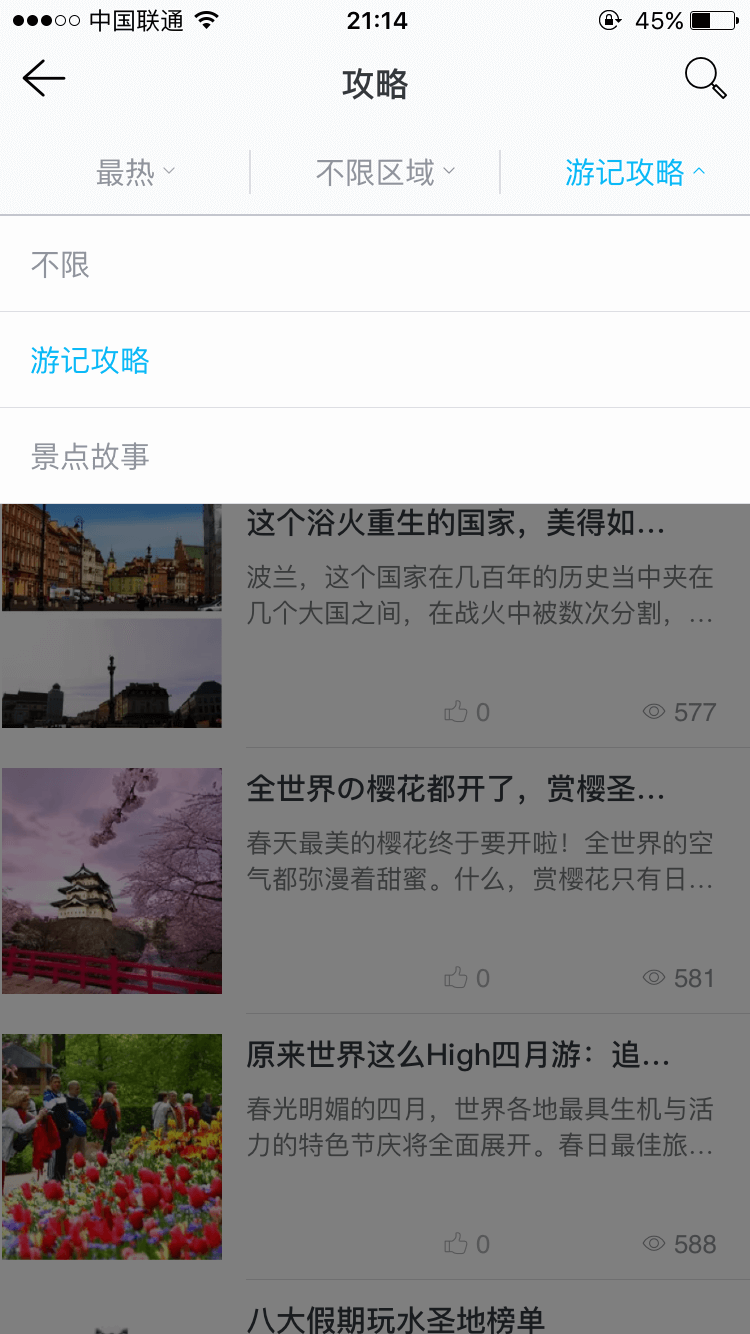 中国联通
21:14
45%
攻略
最热
不限区域
游记攻略
不限
游记攻略
景点故事
这个浴火重生的国家，美得如...
波兰，这个国家在几百年的历史当中夹在
几个大国之间，在战火中被数次分割，...
0
577
全世界の樱花都开了，赏樱圣...
春天最美的樱花终于要开啦！全世界的空
气都弥漫着甜蜜。什么，赏樱花只有日...
0
581
原来世界这么High四月游：追...
春光明媚的四月，世界各地最具生机与活
力的特色节庆将全面展开。春日最佳旅...
0
588
八大假期玩水圣地榜单